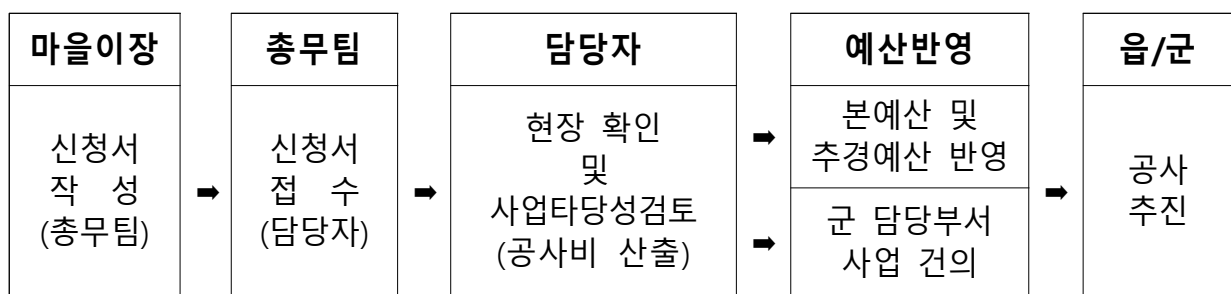 마을이장
신청서
작 성
(총무팀)
➡
총무팀
신청서
접 수
(담당자)
➡
담당자
현장 확인
및
사업타당성검토
(공사비 산출)
➡
➡
예산반영
본예산 및
추경예산 반영
군 담당부서
사업 건의
➡
읍/군
공사
추진